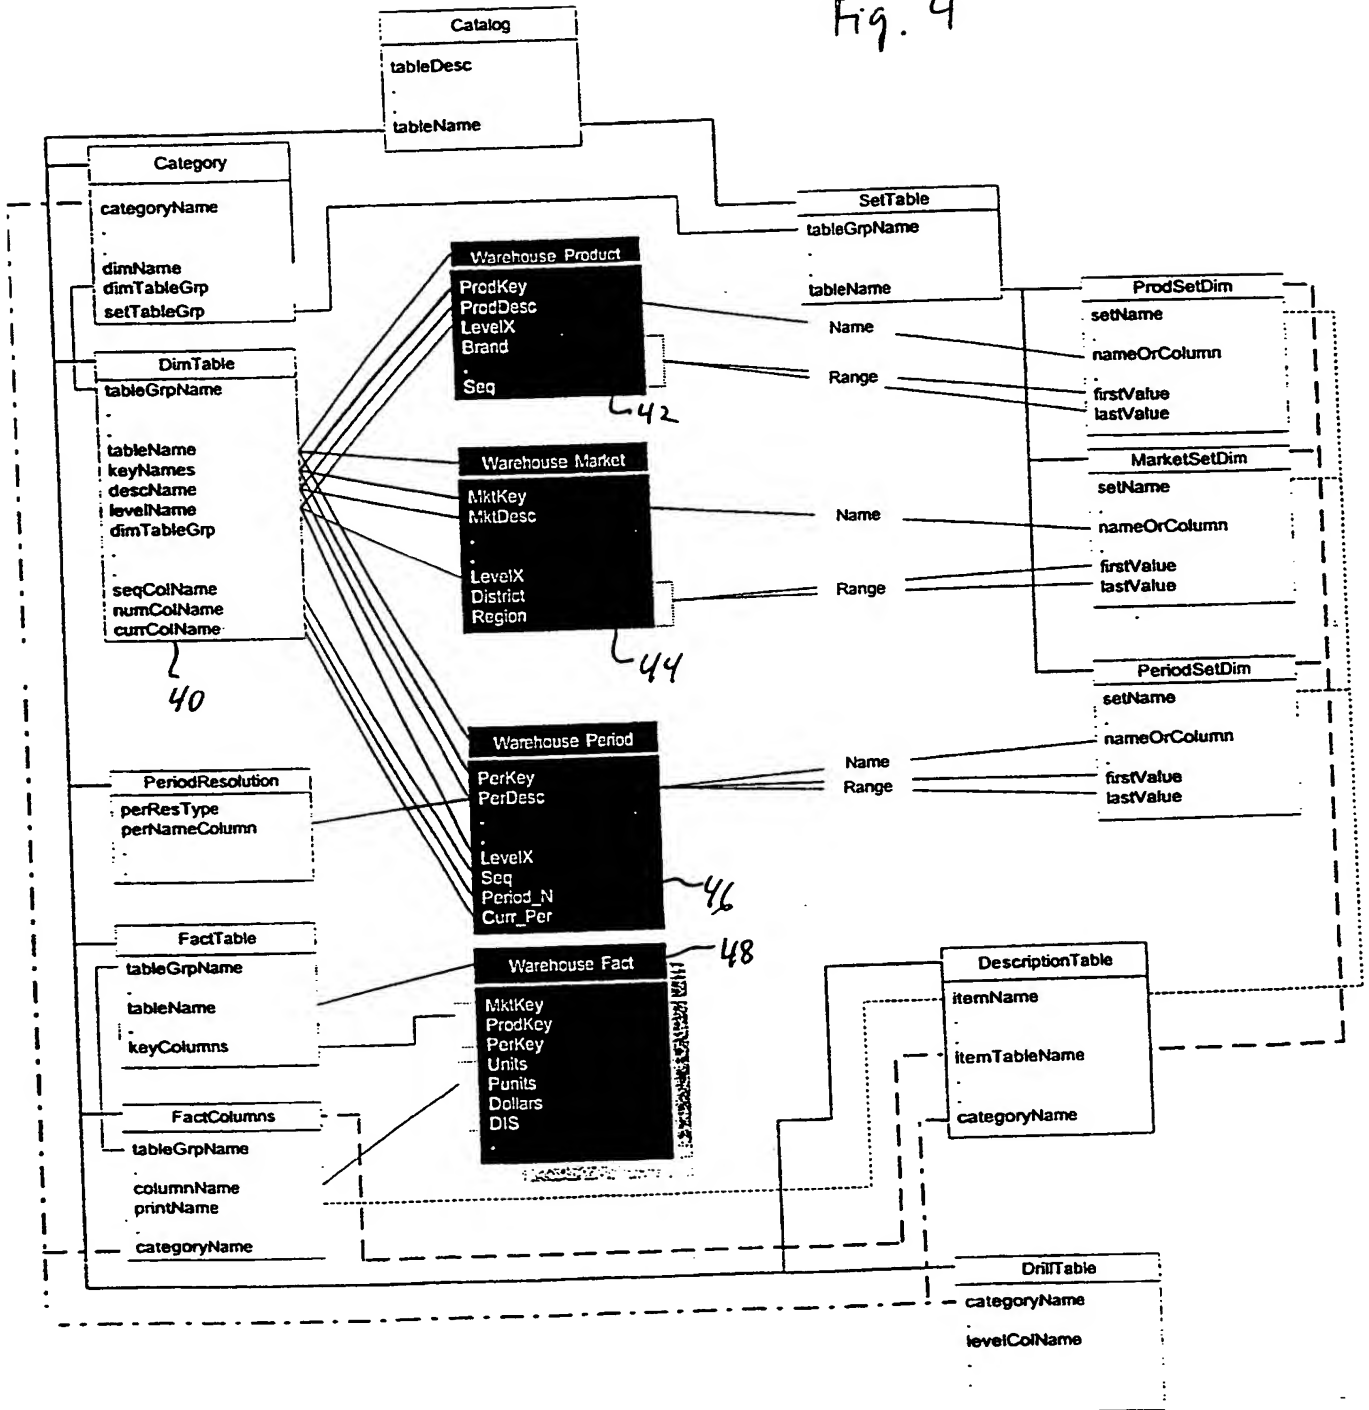 Fig. 4
Catalog
tableDesc
.
.
tableName
Category
categoryName
.
.
dimName
dimTableGrp
setTableGrp
DimTable
tableGrpName
.
.
tableName
keyNames
descName
levelName
dimTableGrp
.
.
seqColName
numColName
currColName
40
PeriodResolution
perResType
perNameColumn
.
.
FactTable
tableGrpName
.
tableName
.
keyColumns
FactColumns
tableGrpName
.
columnName
printName
.
categoryName
Warehouse Product
ProdKey
ProdDesc
LevelX
Brand
.
Seq
42
Warehouse Market
MktKey
MktDesc
.
.
LevelX
District
Region
44
Warehouse Period
PerKey
PerDesc
.
.
LevelX
Seq
Period_N
Curr_Per
46
Warehouse Fact
48
MktKey
ProdKey
PerKey
Units
Punits
Dollars
DIS
.
SetTable
tableGrpName
.
.
tableName
Name
Range
Name
Range
Name
Range
ProdSetDim
setName
.
nameOrColumn
.
firstValue
lastValue
MarketSetDim
setName
.
nameOrColumn
.
firstValue
lastValue
PeriodSetDim
setName
.
nameOrColumn
.
firstValue
lastValue
DescriptionTable
itemName
.
.
itemTableName
.
.
categoryName
DrillTable
categoryName
.
levelColName
.
.